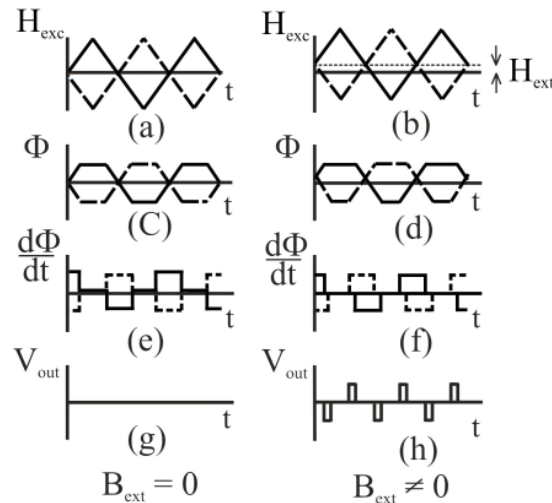 H_exc
t
(a)
H_exc
H_ext
t
(b)
Φ
t
(C)
Φ
t
(d)
dΦ
dt
t
(e)
dΦ
dt
t
(f)
V_out
t
(g)
V_out
t
(h)
B_ext = 0
B_ext ≠ 0